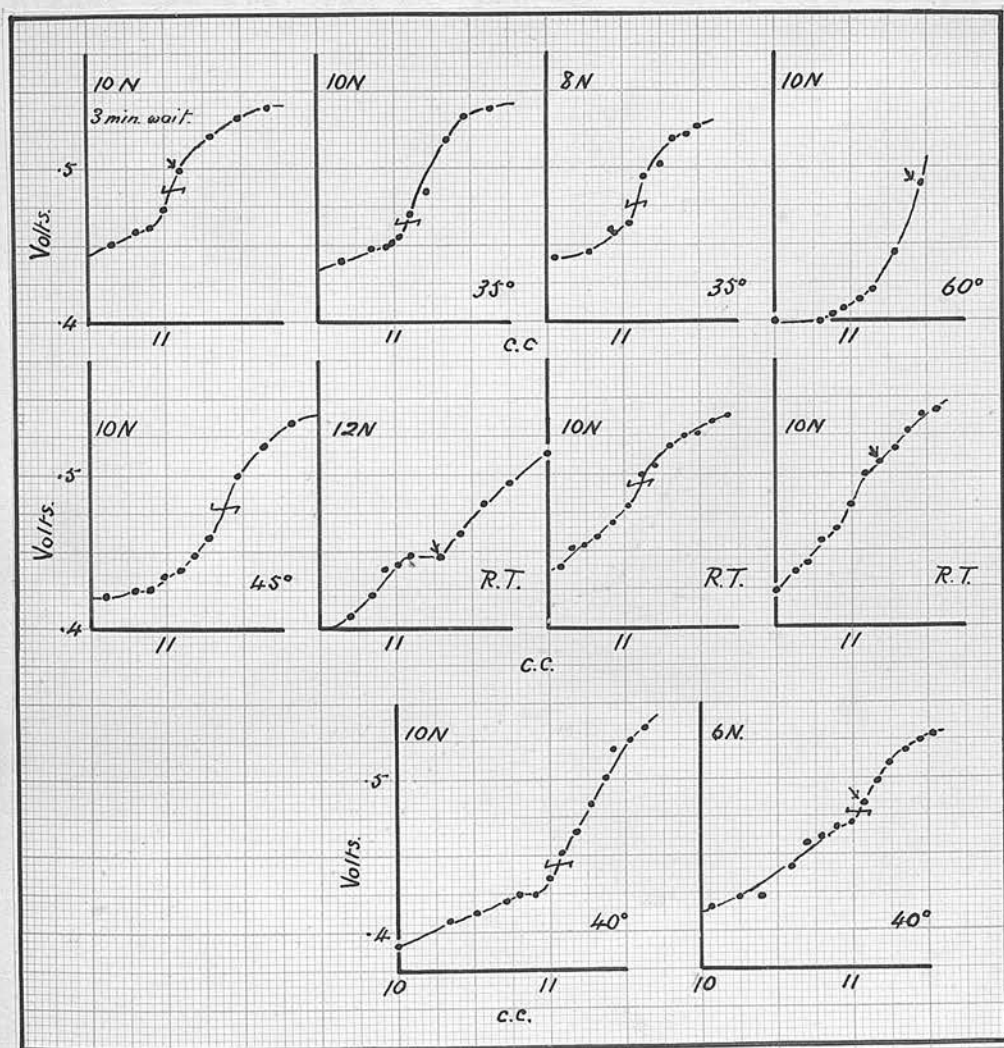 10N
10N
8N
10N
3 min. wait.
.5
Volts.
35°
35°
60°
.4
11
11
c.c
11
11
10N
12N
10N
10N
.5
Volts.
45°
R.T.
R.T.
R.T.
.4
11
11
11
11
c.c.
10N
6N.
.5
Volts.
.4
40°
40°
10
11
10
11
c.c.